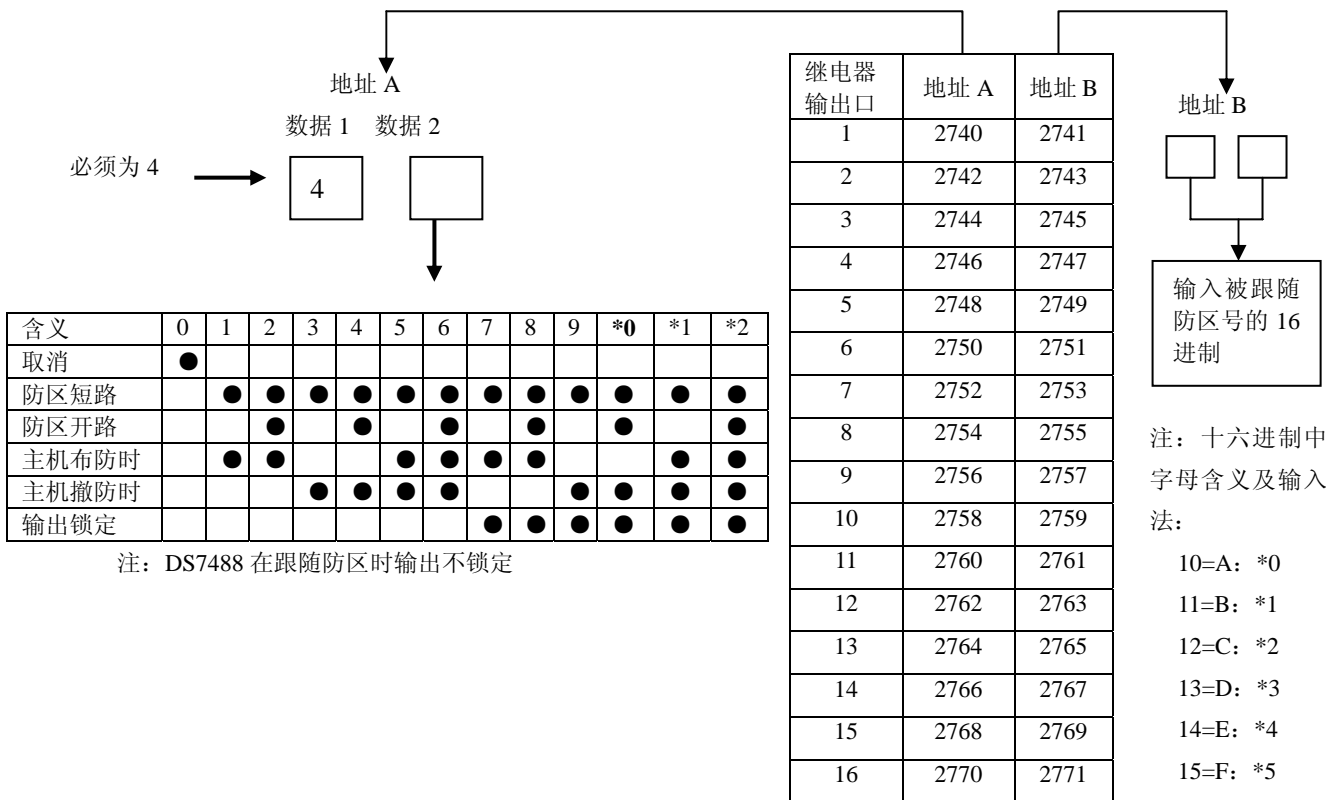 地址 A
数据 1 数据 2
必须为 4
4
含义 0 1 2 3 4 5 6 7 8 9 *0 *1 *2
取消 ●
防区短路 ● ● ● ● ● ● ● ● ● ● ● ●
防区开路 ● ● ● ● ● ●
主机布防时 ● ● ● ● ● ● ● ●
主机撤防时 ● ● ● ● ● ● ● ●
输出锁定 ● ● ● ● ● ●
注：DS7488 在跟随防区时输出不锁定
继电器
输出口 地址 A 地址 B
1 2740 2741
2 2742 2743
3 2744 2745
4 2746 2747
5 2748 2749
6 2750 2751
7 2752 2753
8 2754 2755
9 2756 2757
10 2758 2759
11 2760 2761
12 2762 2763
13 2764 2765
14 2766 2767
15 2768 2769
16 2770 2771
地址 B
输入被跟随
防区号的 16
进制
注：十六进制中
字母含义及输入
法：
10=A：*0
11=B：*1
12=C：*2
13=D：*3
14=E：*4
15=F：*5